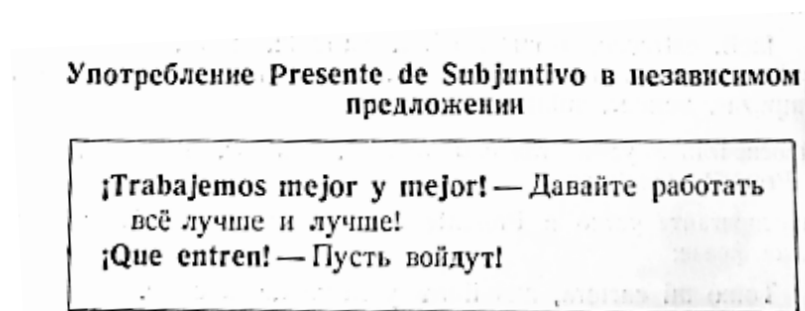 Употребление Presente de Subjuntivo в независимом
предложении
¡Trabajemos mejor y mejor! — Давайте работать
всё лучше и лучше!
¡Que entren! — Пусть войдут!